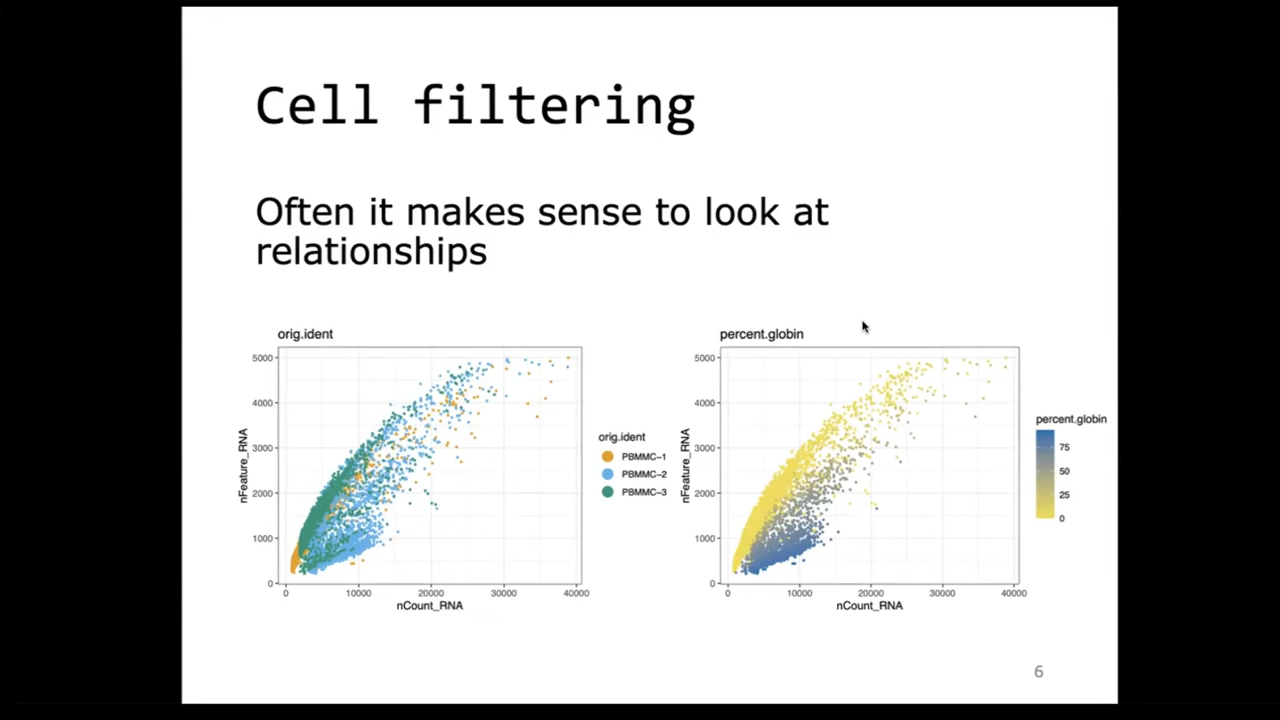 Cell filtering
Often it makes sense to look at
relationships
orig.ident
5000
4000
3000
2000
1000
0
nFeature_RNA
0 10000 20000 30000 40000
nCount_RNA
orig.ident
PBMMC-1
PBMMC-2
PBMMC-3
percent.globin
5000
4000
3000
2000
1000
0
nFeature_RNA
0 10000 20000 30000 40000
nCount_RNA
percent.globin
75
50
25
0
6